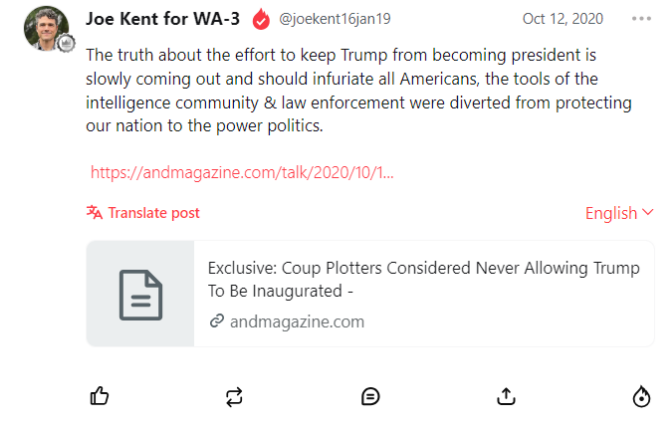 Joe Kent for WA-3 @joekent16jan19 Oct 12, 2020
The truth about the effort to keep Trump from becoming president is
slowly coming out and should infuriate all Americans, the tools of the
intelligence community & law enforcement were diverted from protecting
our nation to the power politics.
https://andmagazine.com/talk/2020/10/1...
Translate post English
Exclusive: Coup Plotters Considered Never Allowing Trump
To Be Inaugurated -
andmagazine.com